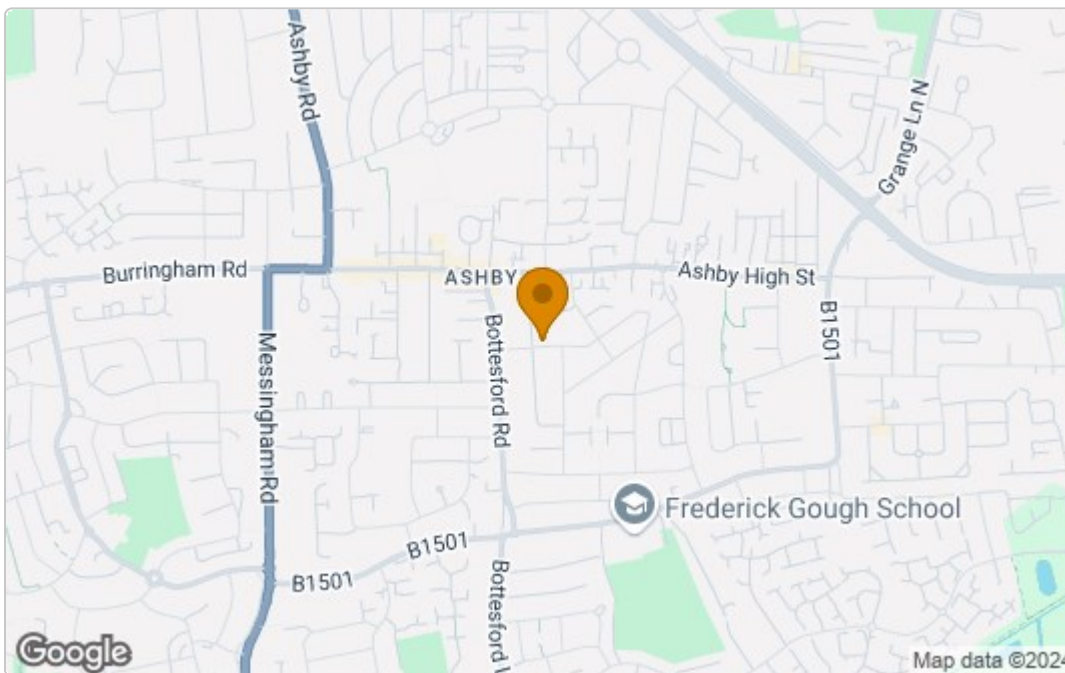 Ashby Rd
Grange Ln N
Burringham Rd
ASHBY
Ashby High St
B1501
Messingham Rd
Bottesford Rd
Frederick Gough School
B1501
B1501
Bottesford
Google
Map data ©2024